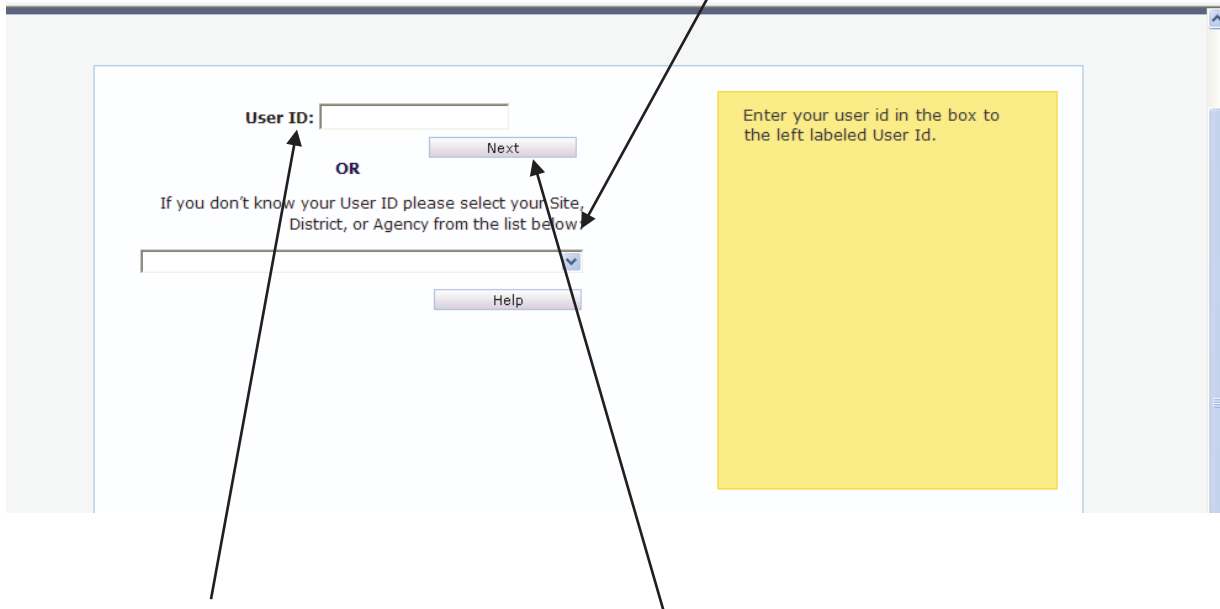 User ID:
Next
OR
If you don't know your User ID please select your Site,
District, or Agency from the list below:
Help
Enter your user id in the box to
the left labeled User Id.